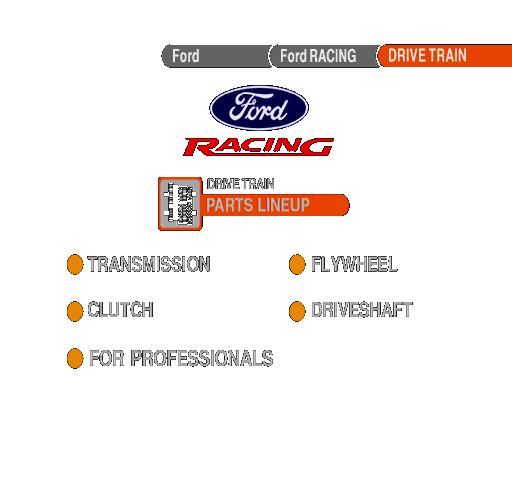 Ford Ford RACING DRIVE TRAIN
Ford
RACING
DRIVE TRAIN
PARTS LINEUP
TRANSMISSION FLYWHEEL
CLUTCH DRIVESHAFT
FOR PROFESSIONALS